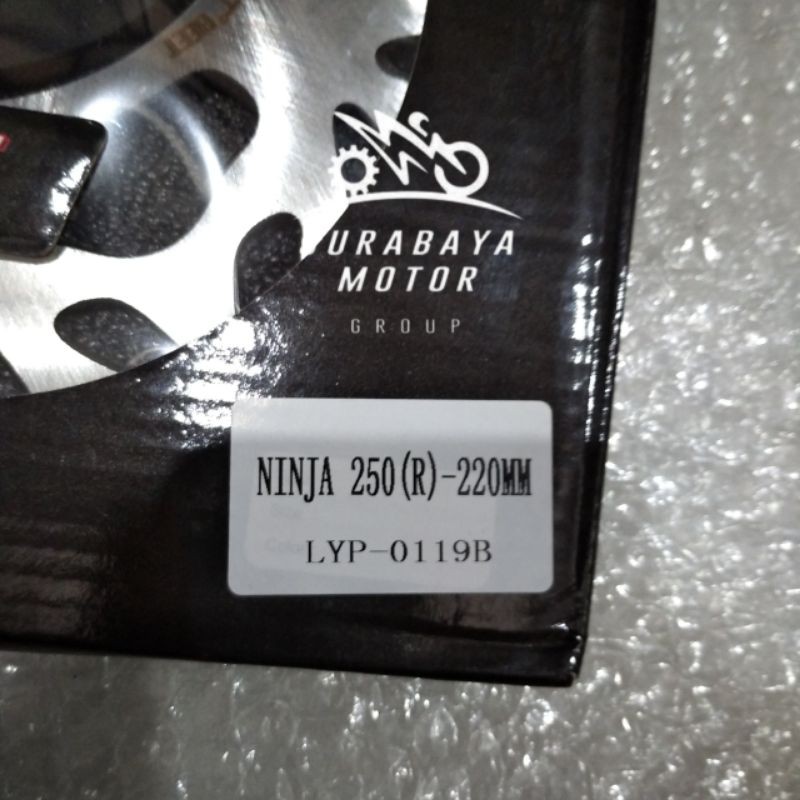 URABAYA
MOTOR
GROUP
NINJA 250(R)-220MM
LYP-0119B